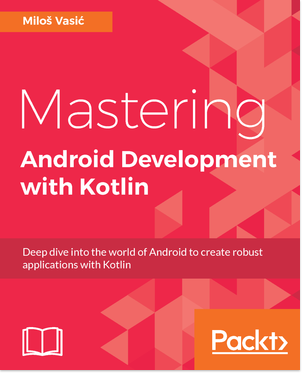 Miloš Vasić
Mastering
Android Development
with Kotlin
Deep dive into the world of Android to create robust
applications with Kotlin
Packt>